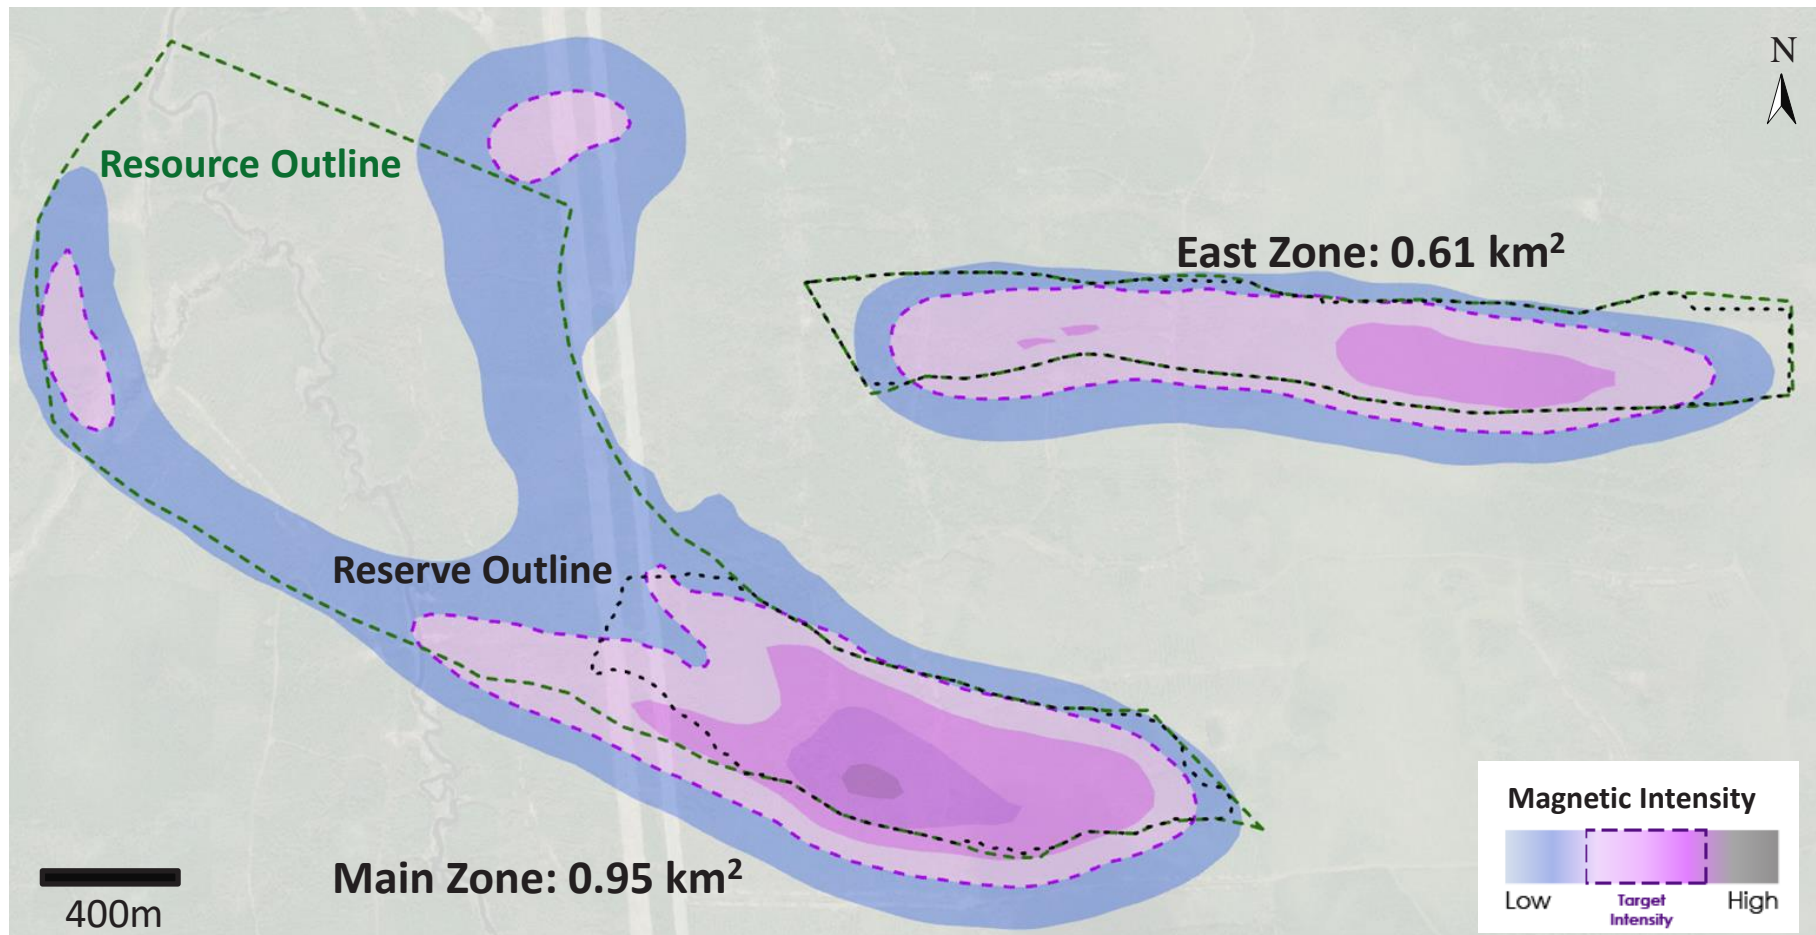 N
Resource Outline
East Zone: 0.61 km²
Reserve Outline
Main Zone: 0.95 km²
400m
Magnetic Intensity
Low
Target
Intensity
High